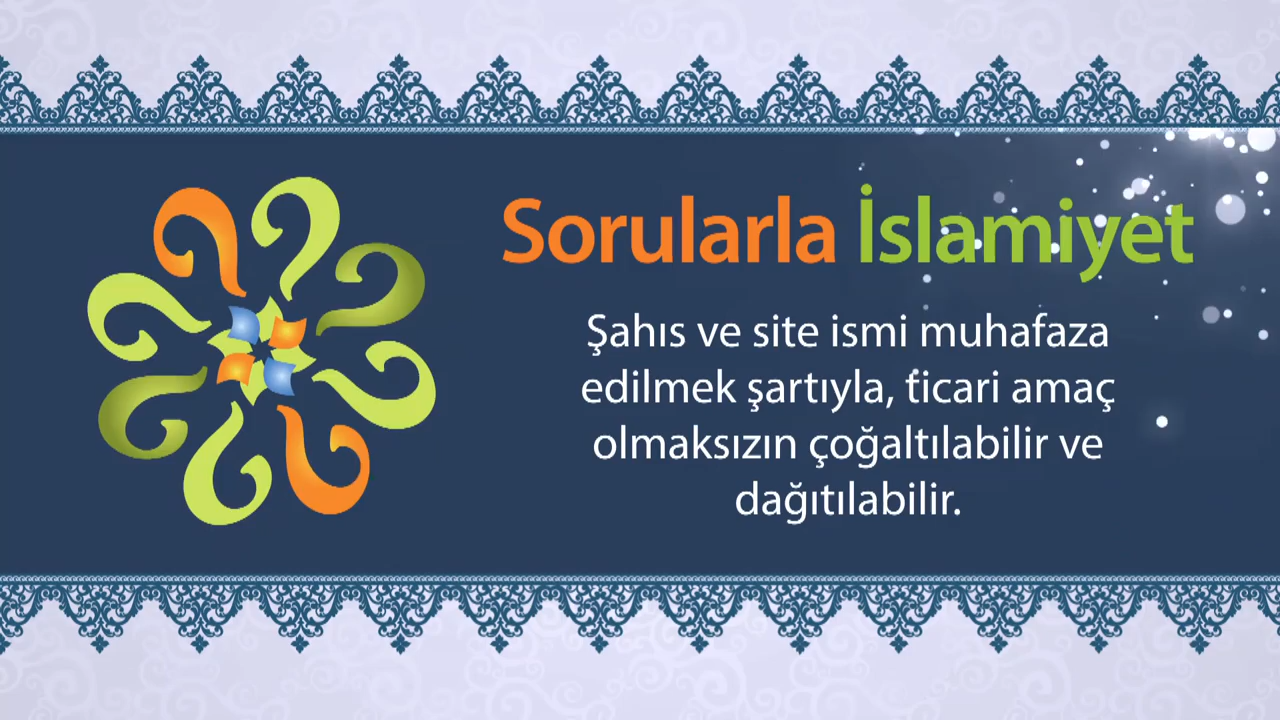 Sorularla İslamiyet
Şahıs ve site ismi muhafaza
edilmek şartıyla, ticari amaç
olmaksızın çoğaltılabilir ve
dağıtılabilir.